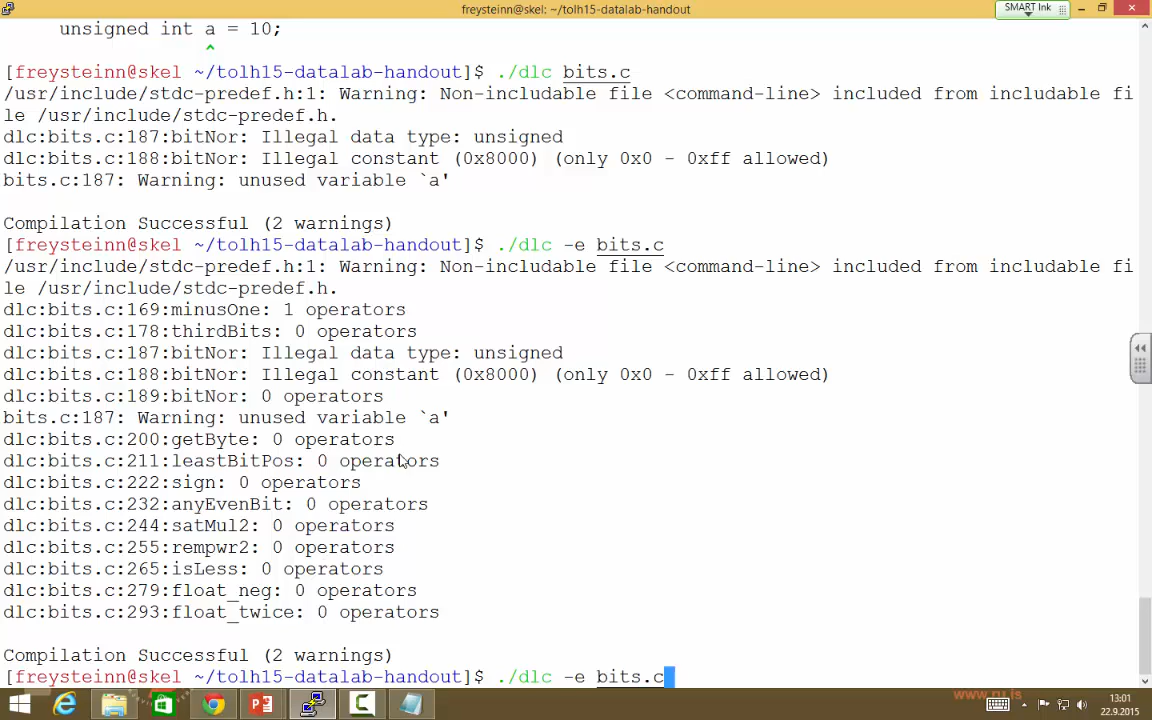 freysteinn@skel: ~/tolh15-datalab-handout
SMART Ink
unsigned int a = 10;
^
[freysteinn@skel ~/tolh15-datalab-handout]$ ./dlc bits.c
/usr/include/stdc-predef.h:1: Warning: Non-includable file <command-line> included from includable fi
le /usr/include/stdc-predef.h.
dlc:bits.c:187:bitNor: Illegal data type: unsigned
dlc:bits.c:188:bitNor: Illegal constant (0x8000) (only 0x0 - 0xff allowed)
bits.c:187: Warning: unused variable `a'
Compilation Successful (2 warnings)
[freysteinn@skel ~/tolh15-datalab-handout]$ ./dlc -e bits.c
/usr/include/stdc-predef.h:1: Warning: Non-includable file <command-line> included from includable fi
le /usr/include/stdc-predef.h.
dlc:bits.c:169:minusOne: 1 operators
dlc:bits.c:178:thirdBits: 0 operators
dlc:bits.c:187:bitNor: Illegal data type: unsigned
dlc:bits.c:188:bitNor: Illegal constant (0x8000) (only 0x0 - 0xff allowed)
dlc:bits.c:189:bitNor: 0 operators
bits.c:187: Warning: unused variable `a'
dlc:bits.c:200:getByte: 0 operators
dlc:bits.c:211:leastBitPos: 0 operators
dlc:bits.c:222:sign: 0 operators
dlc:bits.c:232:anyEvenBit: 0 operators
dlc:bits.c:244:satMul2: 0 operators
dlc:bits.c:255:rempwr2: 0 operators
dlc:bits.c:265:isLess: 0 operators
dlc:bits.c:279:float_neg: 0 operators
dlc:bits.c:293:float_twice: 0 operators
Compilation Successful (2 warnings)
[freysteinn@skel ~/tolh15-datalab-handout]$ ./dlc -e bits.c
13:01
22.9.2015